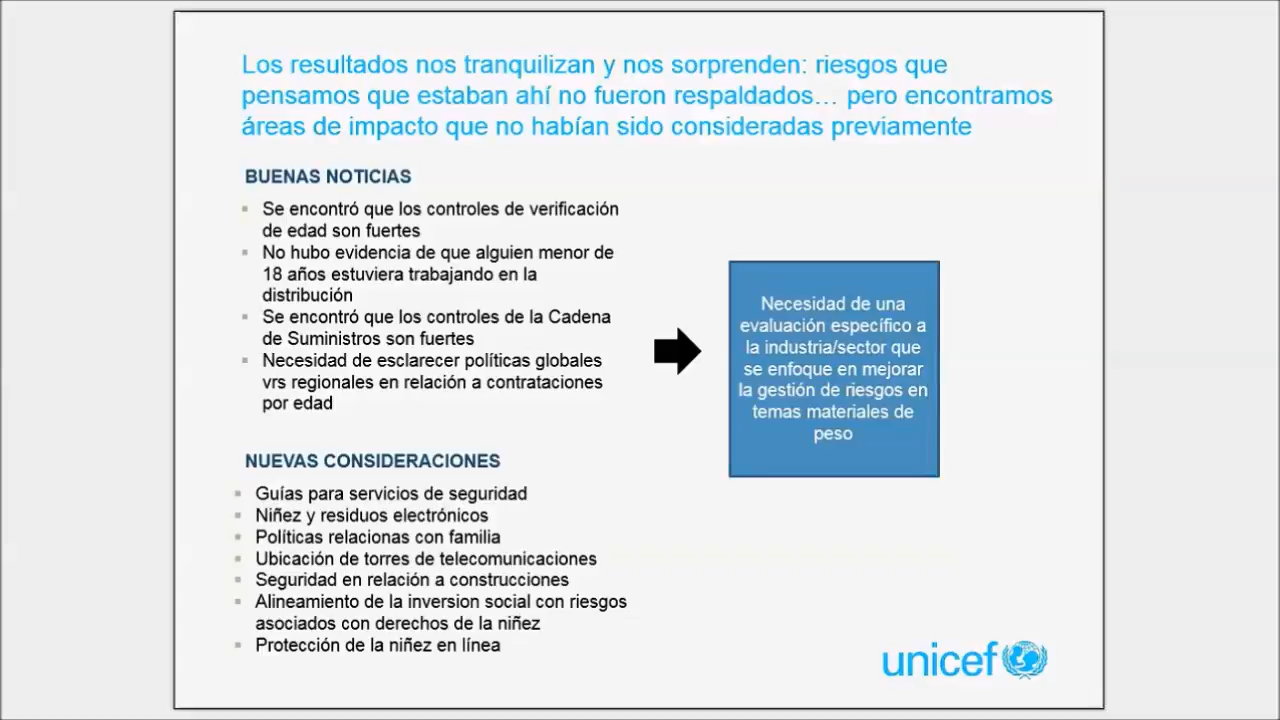 Los resultados nos tranquilizan y nos sorprenden: riesgos que
pensamos que estaban ahí no fueron respaldados… pero encontramos
áreas de impacto que no habían sido consideradas previamente
BUENAS NOTICIAS
Se encontró que los controles de verificación
de edad son fuertes
No hubo evidencia de que alguien menor de
18 años estuviera trabajando en la
distribución
Se encontró que los controles de la Cadena
de Suministros son fuertes
Necesidad de esclarecer políticas globales
vrs regionales en relación a contrataciones
por edad
Necesidad de una
evaluación específico a
la industria/sector que
se enfoque en mejorar
la gestión de riesgos en
temas materiales de
peso
NUEVAS CONSIDERACIONES
Guías para servicios de seguridad
Niñez y residuos electrónicos
Políticas relacionas con familia
Ubicación de torres de telecomunicaciones
Seguridad en relación a construcciones
Alineamiento de la inversion social con riesgos
asociados con derechos de la niñez
Protección de la niñez en línea
unicef